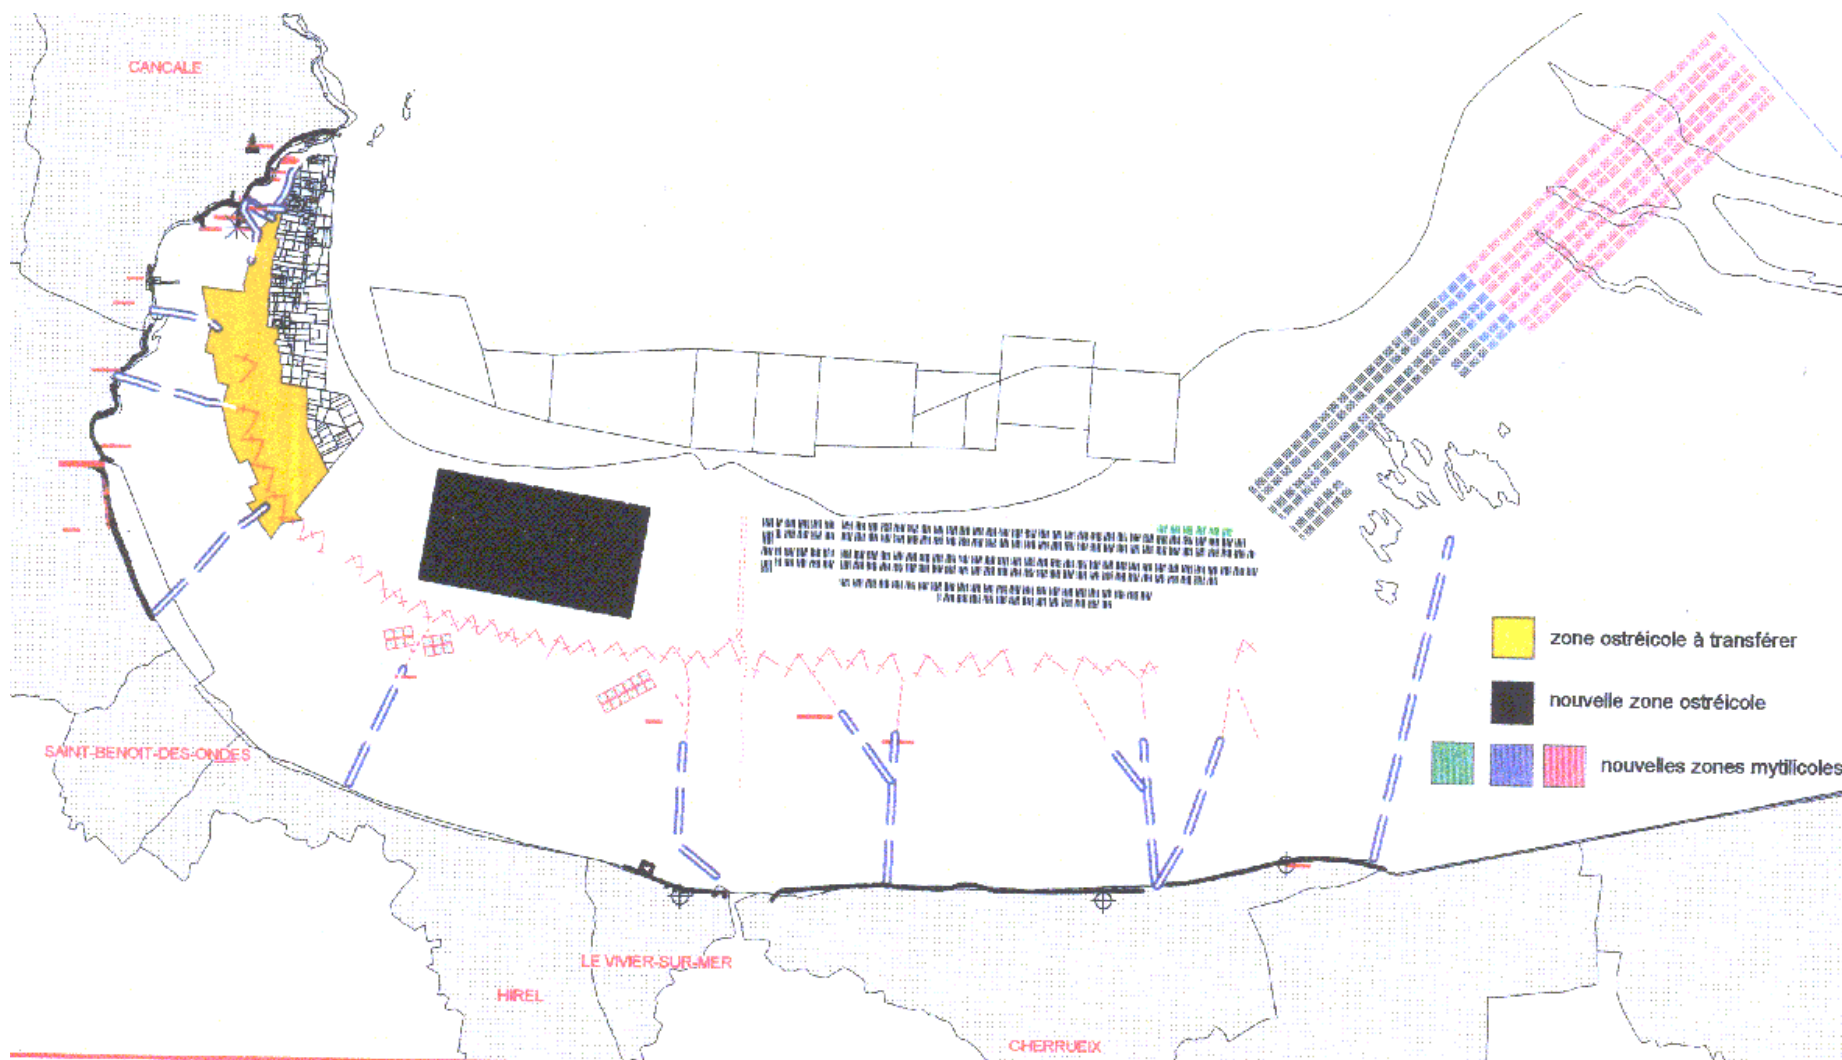 CANCALE
zone ostréicole à transférer
nouvelle zone ostréicole
SAINT-BENOIT-DES-ONDES
nouvelles zones mytilicoles
LE VIVIER-SUR-MER
HIREL
CHERRUEIX